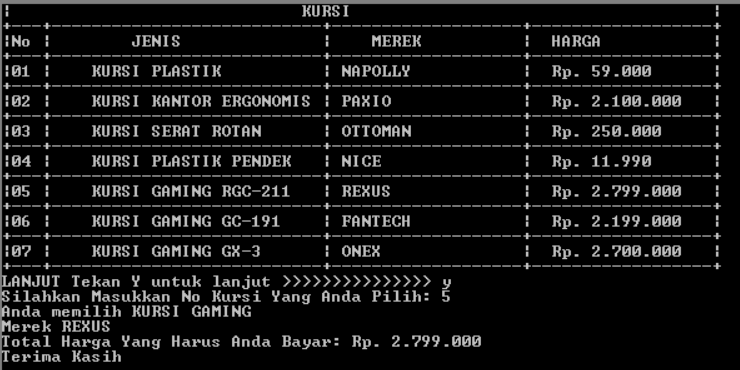 KURSI
No JENIS MEREK HARGA
01 KURSI PLASTIK NAPOLLY Rp. 59.000
02 KURSI KANTOR ERGONOMIS PAXIO Rp. 2.100.000
03 KURSI SERAT ROTAN OTTOMAN Rp. 250.000
04 KURSI PLASTIK PENDEK NICE Rp. 11.990
05 KURSI GAMING RGC-211 REXUS Rp. 2.799.000
06 KURSI GAMING GC-191 FANTECH Rp. 2.199.000
07 KURSI GAMING GX-3 ONEX Rp. 2.700.000
LANJUT Tekan Y untuk lanjut >>>>>>>>>>>>>>> y
Silahkan Masukkan No Kursi Yang Anda Pilih: 5
Anda memilih KURSI GAMING
Merek REXUS
Total Harga Yang Harus Anda Bayar: Rp. 2.799.000
Terima Kasih